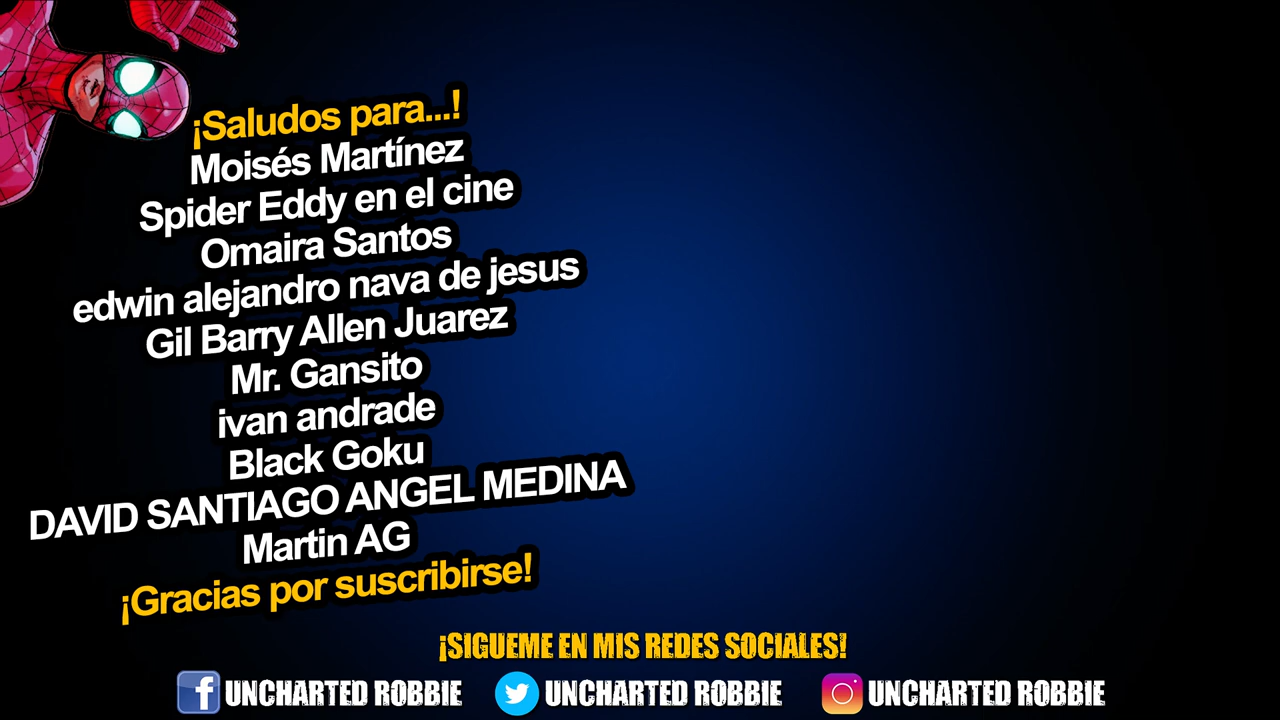 ¡Saludos para...!
Moisés Martínez
Spider Eddy en el cine
Omaira Santos
edwin alejandro nava de jesus
Gil Barry Allen Juarez
Mr. Gansito
ivan andrade
Black Goku
DAVID SANTIAGO ANGEL MEDINA
Martin AG
¡Gracias por suscribirse!
¡SIGUEME EN MIS REDES SOCIALES!
UNCHARTED ROBBIE UNCHARTED ROBBIE UNCHARTED ROBBIE